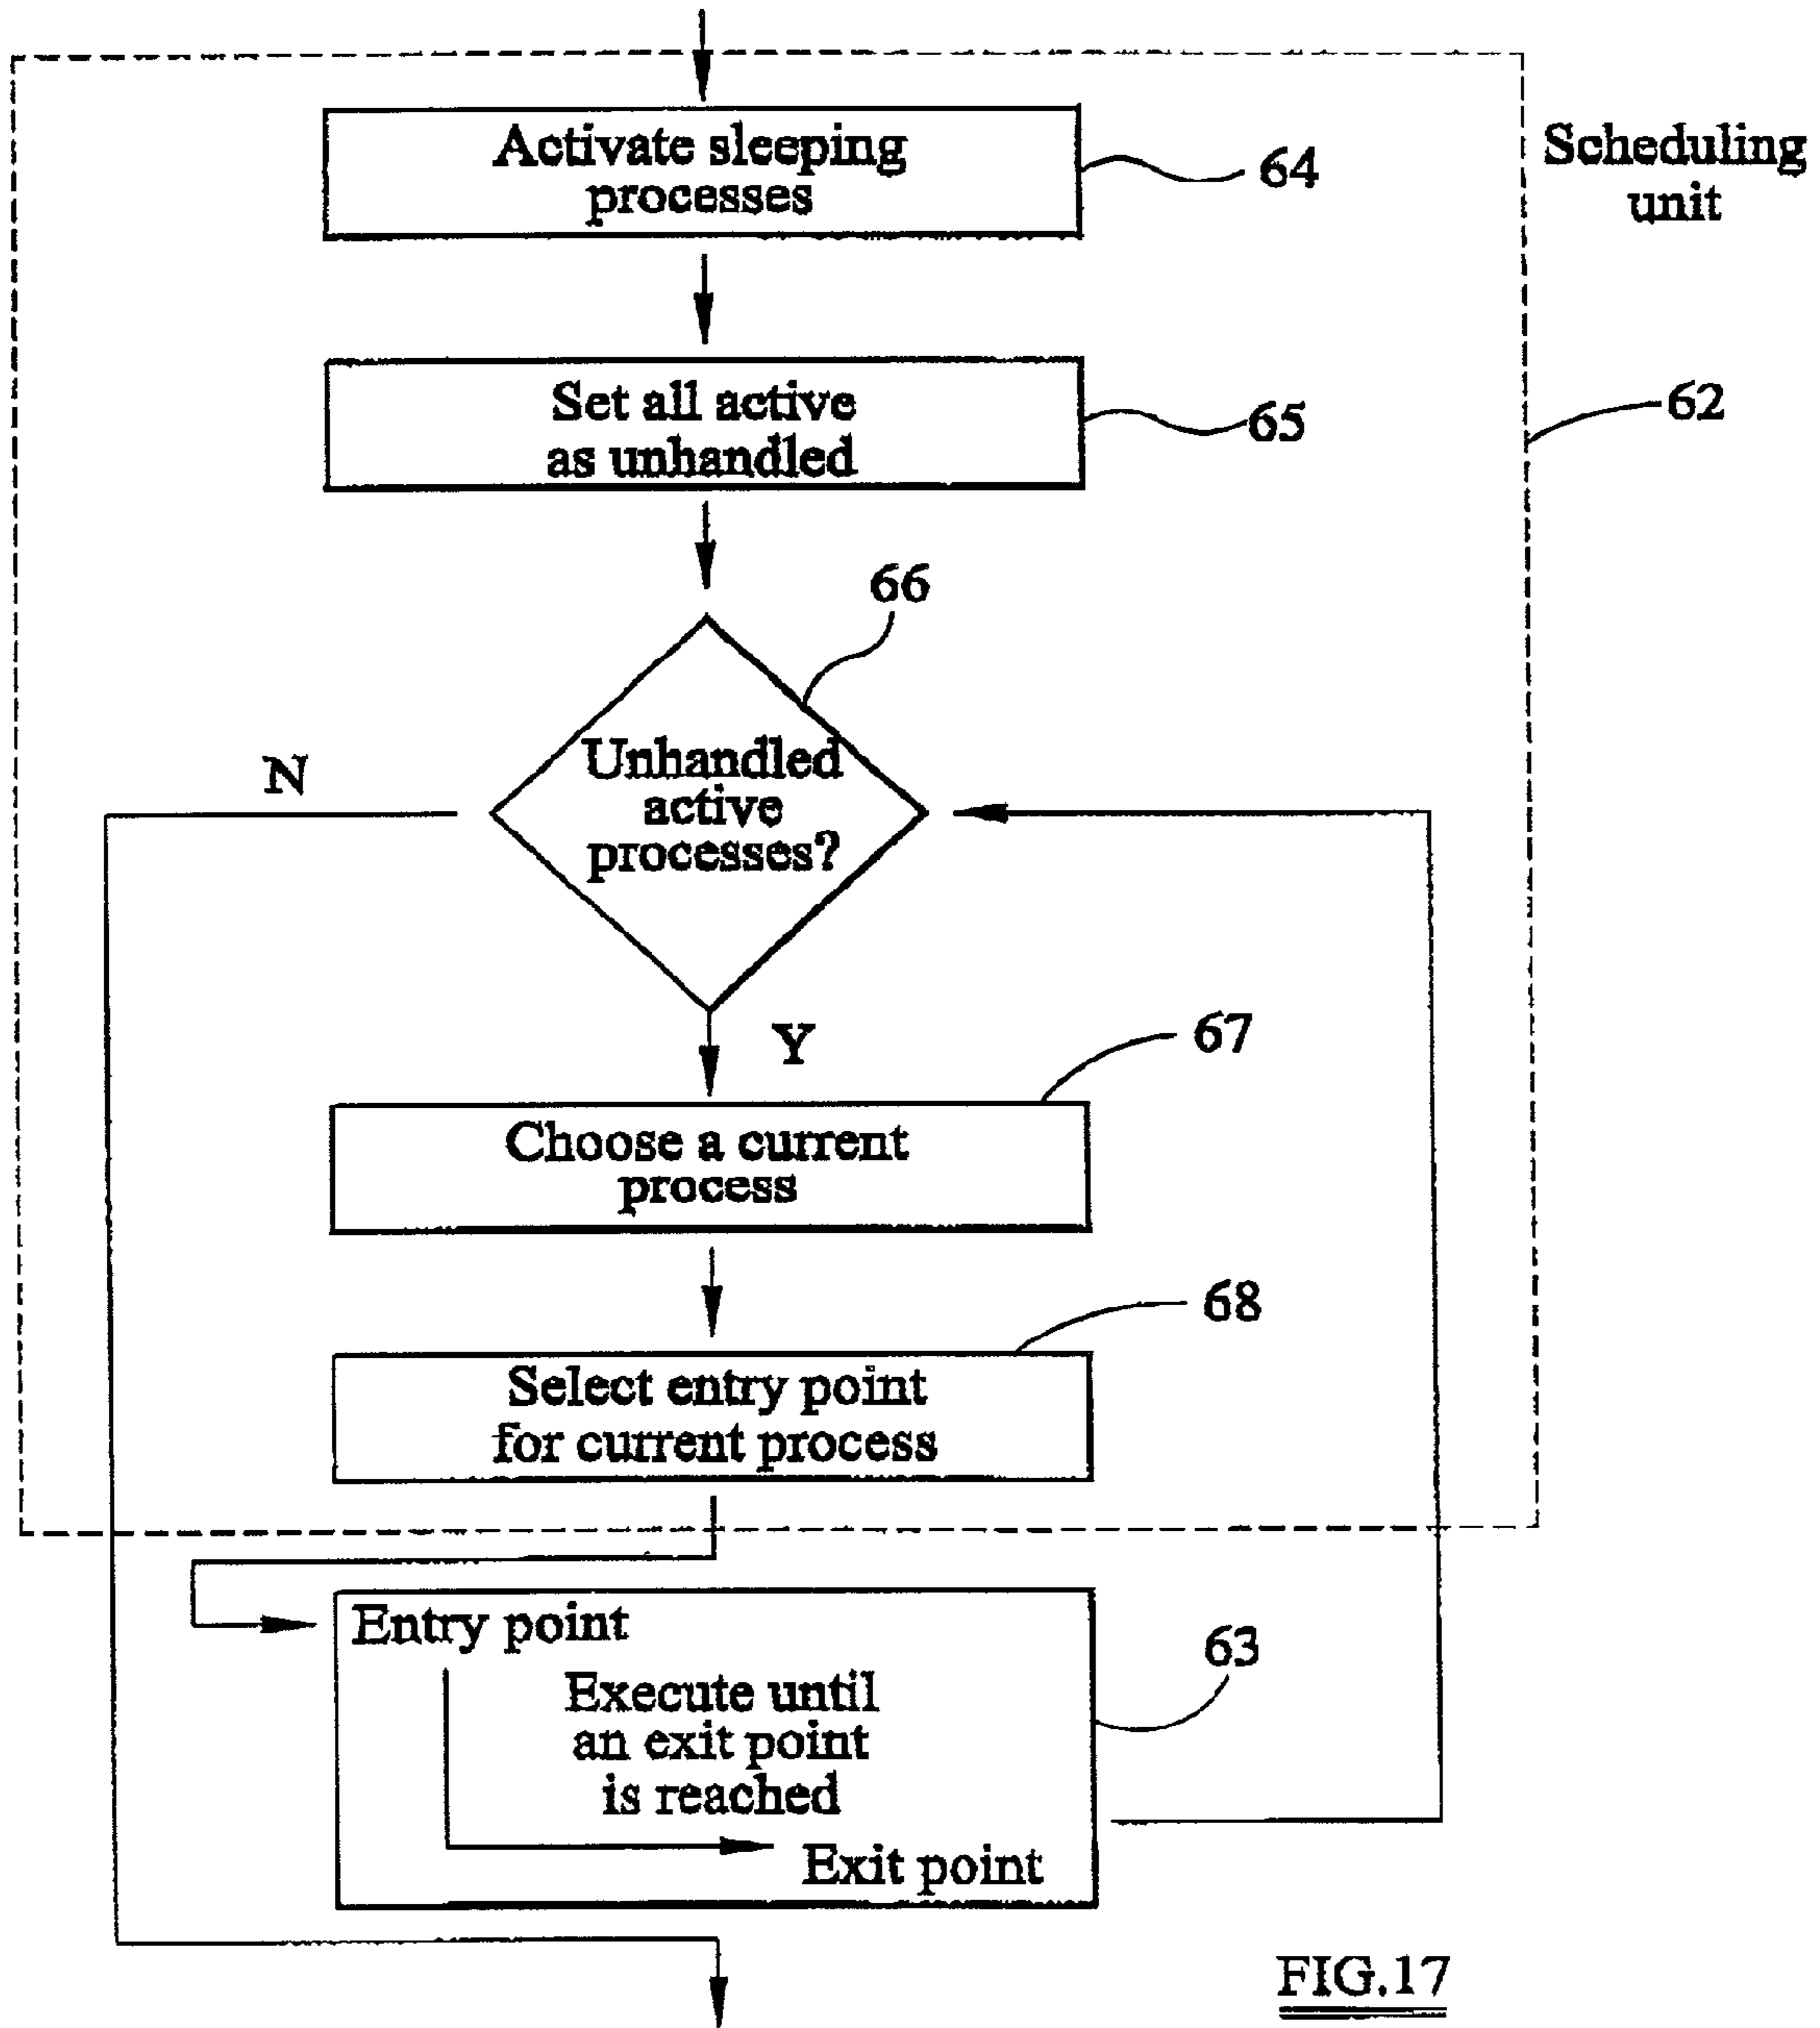 Activate sleeping
processes
64
Scheduling
unit
Set all active
as unhandled
65
62
66
Unhandled
active
processes?
N
Y
67
Choose a current
process
68
Select entry point
for current process
Entry point
63
Execute until
an exit point
is reached
Exit point
FIG.17